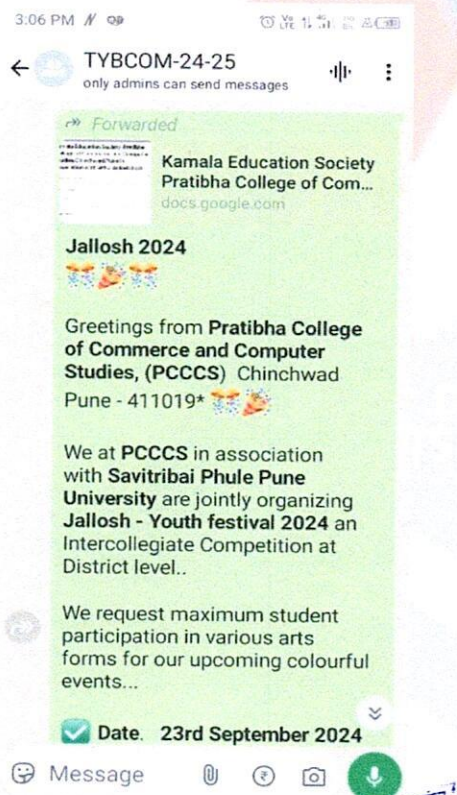 3:06 PM
TYBCOM-24-25
only admins can send messages
Forwarded
Kamala Education Society
Pratibha College of Com...
docs.google.com
Jallosh 2024
Greetings from Pratibha College
of Commerce and Computer
Studies, (PCCCS) Chinchwad
Pune - 411019*
We at PCCCS in association
with Savitribai Phule Pune
University are jointly organizing
Jallosh - Youth festival 2024 an
Intercollegiate Competition at
District level..
We request maximum student
participation in various arts
forms for our upcoming colourful
events...
Date. 23rd September 2024
Message